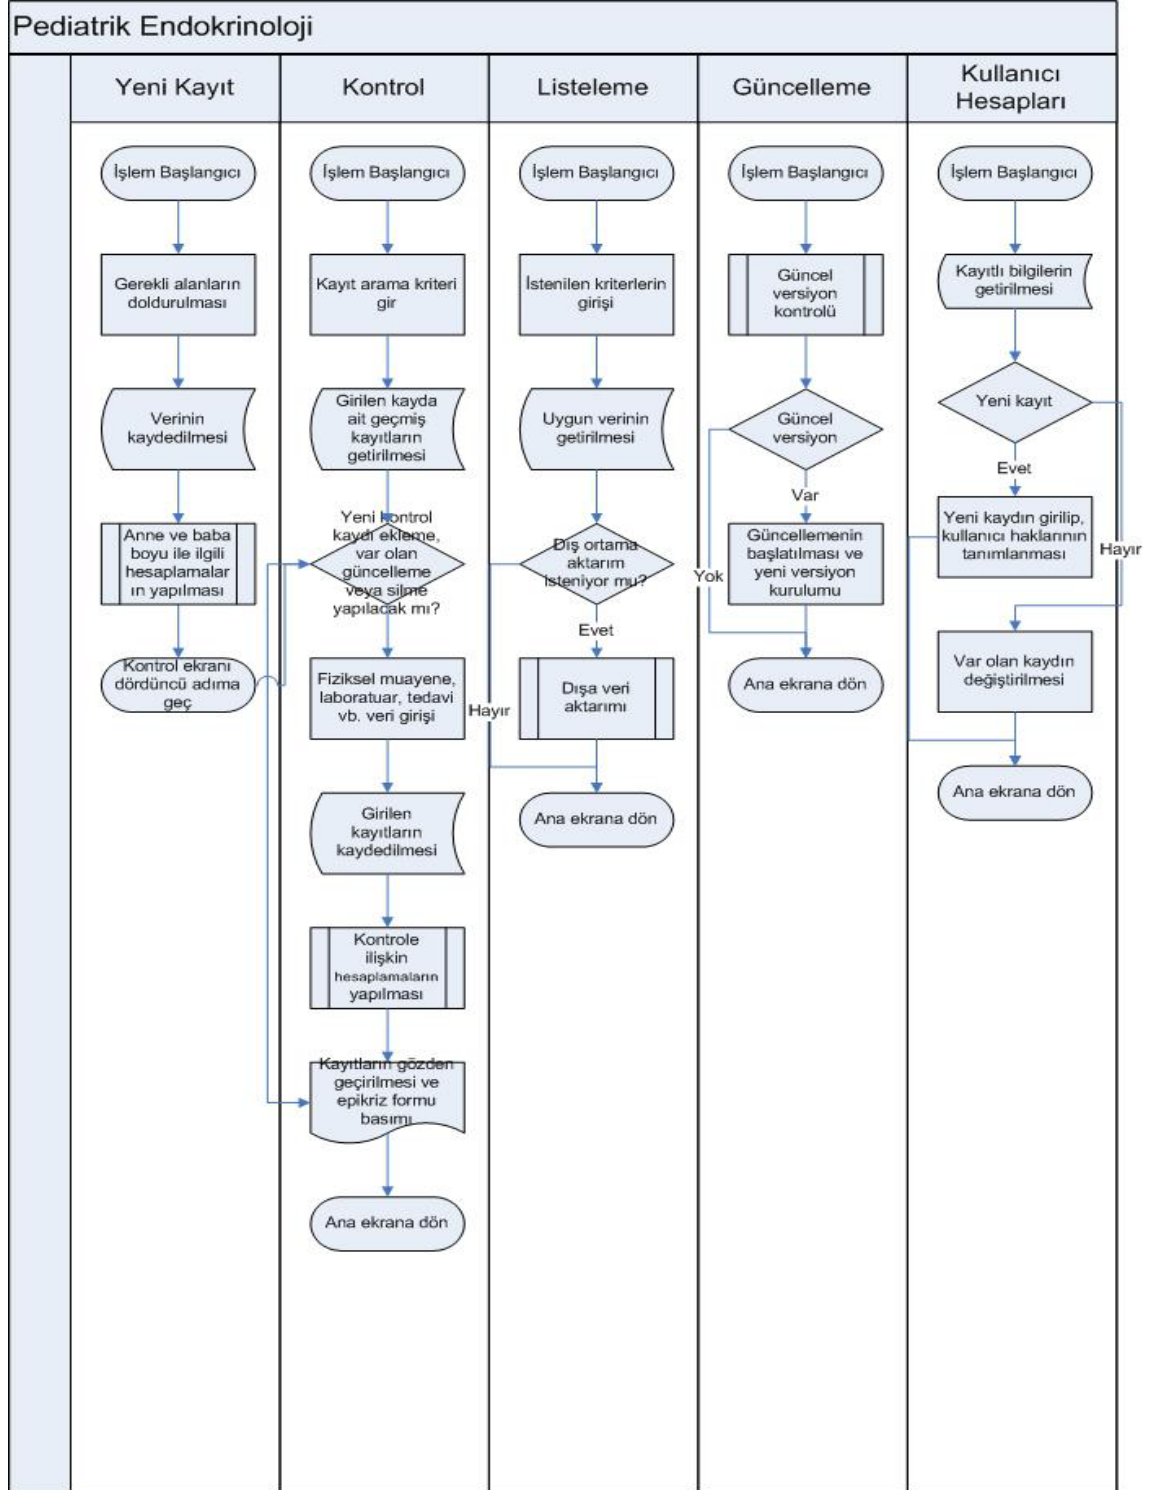 Pediatrik Endokrinoloji
Yeni Kayıt
Kontrol
Listeleme
Güncelleme
Kullanıcı
Hesapları
İşlem Başlangıcı
Gerekli alanların
doldurulması
Verinin
kaydedilmesi
Anne ve baba
boyu ile ilgili
hesaplamalar
ın yapılması
Kontrol ekranı
dördüncü adıma
geç
İşlem Başlangıcı
Kayıt arama kriteri
gir
Girilen kayda
ait geçmiş
kayıtların
getirilmesi
Yeni kontrol
kaydı ekleme,
var olan
güncelleme
veya silme
yapılacak mı?
Fiziksel muayene,
laboratuar, tedavi
vb. veri girişi
Girilen
kayıtların
kaydedilmesi
Kontrole
ilişkin
hesaplamaların
yapılması
Kayıtların gözden
geçirilmesi ve
epikriz formu
basımı
Ana ekrana dön
İşlem Başlangıcı
İstenilen kriterlerin
girişi
Uygun verinin
getirilmesi
Dış ortama
aktarım
isteniyor mu?
Evet
Hayır
Dışa veri
aktarımı
Ana ekrana dön
İşlem Başlangıcı
Güncel
versiyon
kontrolü
Güncel
versiyon
Var
Yok
Güncellemenin
başlatılması ve
yeni versiyon
kurulumu
Ana ekrana dön
İşlem Başlangıcı
Kayıtlı bilgilerin
getirilmesi
Yeni kayıt
Evet
Hayır
Yeni kaydın girilip,
kullanıcı haklarının
tanımlanması
Var olan kaydın
değiştirilmesi
Ana ekrana dön